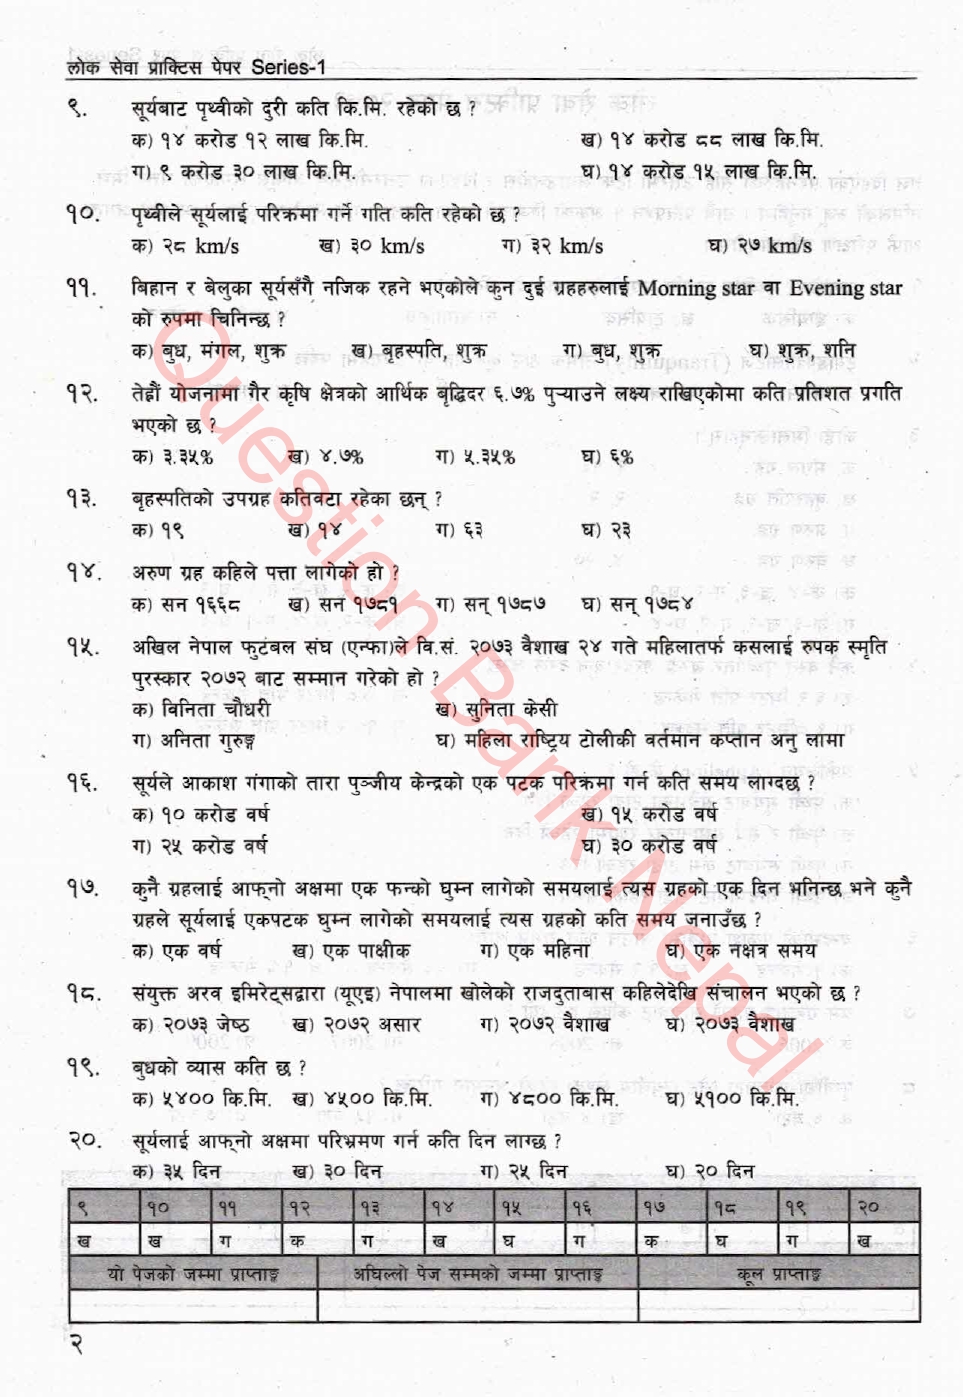 लोक सेवा प्राक्टिस पेपर Series-1
९. सूर्यबाट पृथ्वीको दुरी कति कि.मि. रहेको छ ?
क) १४ करोड १२ लाख कि.मि. ख) १४ करोड ८८ लाख कि.मि.
ग) ९ करोड ३० लाख कि.मि. घ) १४ करोड १५ लाख कि.मि.
१०. पृथ्वीले सूर्यलाई परिक्रमा गर्ने गति कति रहेको छ ?
क) २८ km/s ख) ३० km/s ग) ३२ km/s घ) २७ km/s
११. बिहान र बेलुका सूर्यसँगै नजिक रहने भएकोले कुन दुई ग्रहहरुलाई Morning star वा Evening star
को रुपमा चिनिन्छ ?
क) बुध, मंगल, शुक्र ख) बृहस्पति, शुक्र ग) बुध, शुक्र घ) शुक्र, शनि
१२. तेह्रौं योजनामा गैर कृषि क्षेत्रको आर्थिक बृद्धिदर ६.७% पुऱ्याउने लक्ष्य राखिएकोमा कति प्रतिशत प्रगति
भएको छ ?
क) ३.३५% ख) ४.७% ग) ५.३५% घ) ६%
१३. बृहस्पतिको उपग्रह कतिवटा रहेका छन् ?
क) १९ ख) १४ ग) ६३ घ) २३
१४. अरुण ग्रह कहिले पत्ता लागेको हो ?
क) सन १६६८ ख) सन १७८१ ग) सन् १७८७ घ) सन् १७८४
१५. अखिल नेपाल फुटंबल संघ (एन्फा)ले वि.सं. २०७३ वैशाख २४ गते महिलातर्फ कसलाई रुपक स्मृति
पुरस्कार २०७२ बाट सम्मान गरेको हो ?
क) विनिता चौधरी ख) सुनिता केसी
ग) अनिता गुरुङ्ग घ) महिला राष्ट्रिय टोलीकी वर्तमान कप्तान अनु लामा
१६. सूर्यले आकाश गंगाको तारा पुञ्जीय केन्द्रको एक पटक परिक्रमा गर्न कति समय लाग्दछ ?
क) १० करोड वर्ष ख) १५ करोड वर्ष
ग) २५ करोड वर्ष घ) ३० करोड वर्ष
१७. कुनै ग्रहलाई आफ्नो अक्षमा एक फन्को घुम्न लागेको समयलाई त्यस ग्रहको एक दिन भनिन्छ भने कुनै
ग्रहले सूर्यलाई एकपटक घुम्न लागेको समयलाई त्यस ग्रहको कति समय जनाउँछ ?
क) एक वर्ष ख) एक पाक्षीक ग) एक महिना घ) एक नक्षत्र समय
१८. संयुक्त अरव इमिरेट्सद्वारा (यूएइ) नेपालमा खोलेको राजदुताबास कहिलेदेखि संचालन भएको छ ?
क) २०७३ जेष्ठ ख) २०७२ असार ग) २०७२ वैशाख घ) २०७३ वैशाख
१९. बुधको व्यास कति छ ?
क) ५४०० कि.मि. ख) ४५०० कि.मि. ग) ४८०० कि.मि. घ) ५१०० कि.मि.
२०. सूर्यलाई आफ्नो अक्षमा परिभ्रमण गर्न कति दिन लाग्छ ?
क) ३५ दिन ख) ३० दिन ग) २५ दिन घ) २० दिन
९ १० ११ १२ १३ १४ १५ १६ १७ १८ १९ २०
ख ख ग क ग ख घ ग क घ ग ख
यो पेजको जम्मा प्राप्ताङ्क अघिल्लो पेज सम्मको जम्मा प्राप्ताङ्क कूल प्राप्ताङ्क
२
Question Bank Nepal